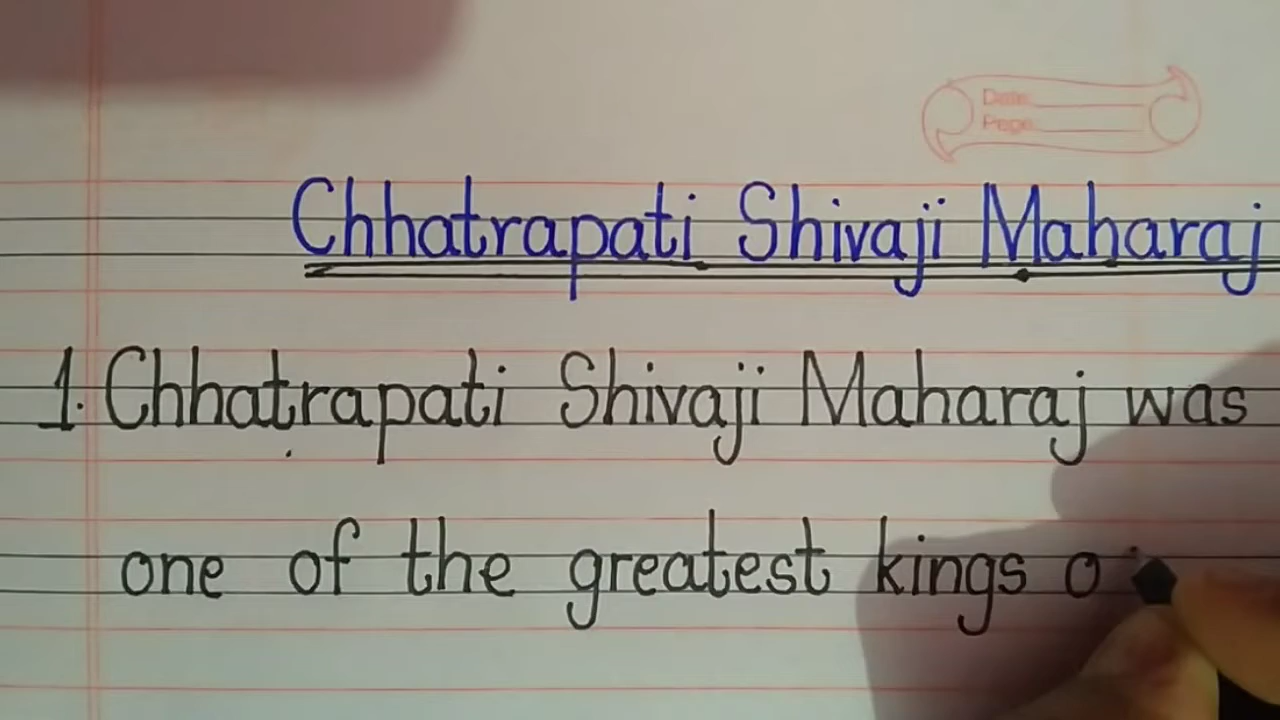 Date
Page
Chhatrapati Shivaji Maharaj
1. Chhatrapati Shivaji Maharaj was
one of the greatest kings o